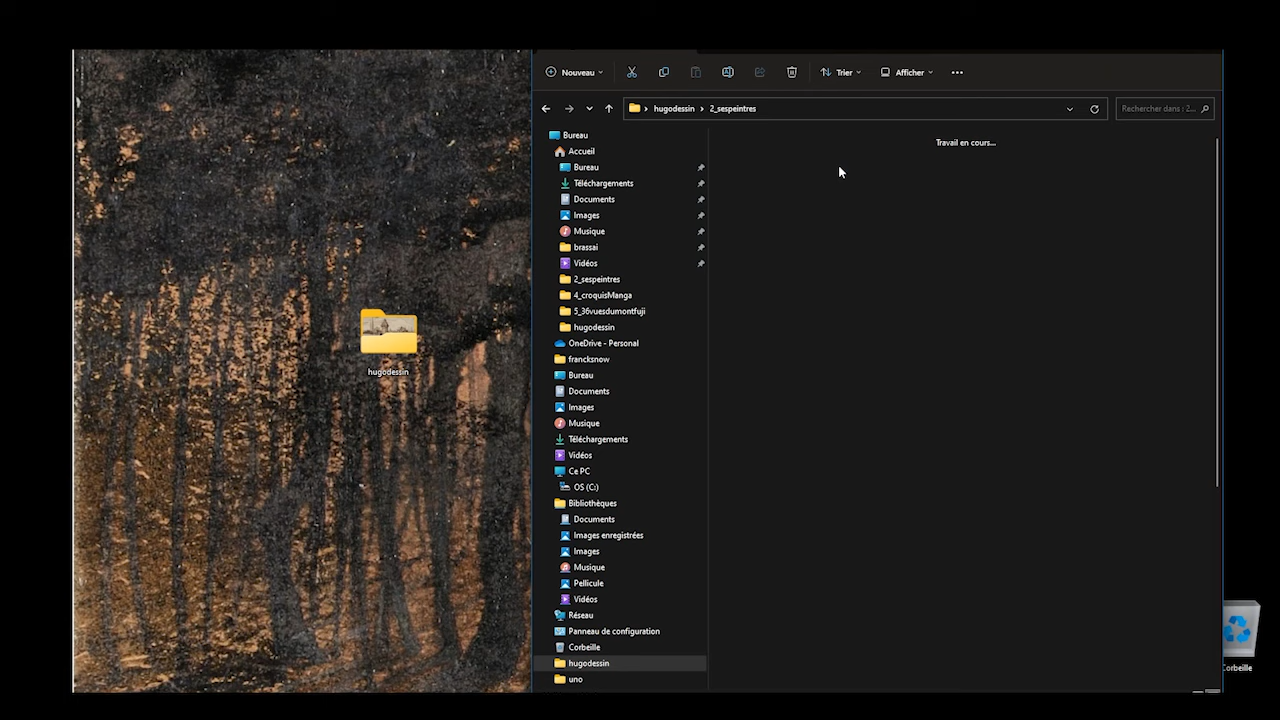 Nouveau
Trier
Afficher
hugodessin > 2_sespeintres
Rechercher dans : 2...
Travail en cours...
Bureau
Accueil
Bureau
Téléchargements
Documents
Images
Musique
brassai
Vidéos
2_sespeintres
4_croquisManga
5_36vuesdumontfuji
hugodessin
OneDrive - Personal
francksnow
Bureau
Documents
Images
Musique
Téléchargements
Vidéos
Ce PC
OS (C:)
Bibliothèques
Documents
Images enregistrées
Images
Musique
Pellicule
Vidéos
Réseau
Panneau de configuration
Corbeille
hugodessin
uno
hugodessin
Corbeille